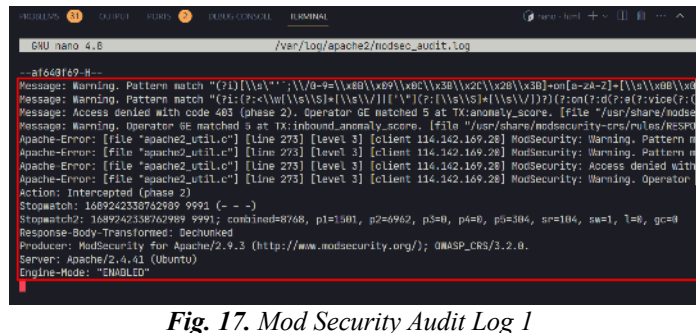 PROBLEMS 31 OUTPUT PORTS 2 DEBUG CONSOLE TERMINAL nano - html
GNU nano 4.8 /var/log/apache2/modsec_audit.log
--af640f69-H--
Message: Warning. Pattern match "(?i)[\\s\"'`;\\/0-9=\\x0B\\x09\\x0C\\x3B\\x2C\\x28\\x3B]+on[a-zA-Z]+[\\s\\x0B\\x0
Message: Warning. Pattern match "(?i:(?:<\\w[\\s\\S]*[\\s\\/]|['\"](?:[\\s\\S]*[\\s\\/])?)(?:on(?:d(?:e(?:vice(?:(
Message: Access denied with code 403 (phase 2). Operator GE matched 5 at TX:anomaly_score. [file "/usr/share/modse
Message: Warning. Operator GE matched 5 at TX:inbound_anomaly_score. [file "/usr/share/modsecurity-crs/rules/RESPO
Apache-Error: [file "apache2_util.c"] [line 273] [level 3] [client 114.142.169.20] ModSecurity: Warning. Pattern m
Apache-Error: [file "apache2_util.c"] [line 273] [level 3] [client 114.142.169.20] ModSecurity: Warning. Pattern m
Apache-Error: [file "apache2_util.c"] [line 273] [level 3] [client 114.142.169.20] ModSecurity: Access denied with
Apache-Error: [file "apache2_util.c"] [line 273] [level 3] [client 114.142.169.20] ModSecurity: Warning. Operator
Action: Intercepted (phase 2)
Stopwatch: 1689242338762989 9991 (- - -)
Stopwatch2: 1689242338762989 9991; combined=8768, p1=1501, p2=6962, p3=0, p4=0, p5=304, sr=104, sw=1, l=0, gc=0
Response-Body-Transformed: Dechunked
Producer: ModSecurity for Apache/2.9.3 (http://www.modsecurity.org/); OWASP_CRS/3.2.0.
Server: Apache/2.4.41 (Ubuntu)
Engine-Mode: "ENABLED"
Fig. 17. Mod Security Audit Log 1